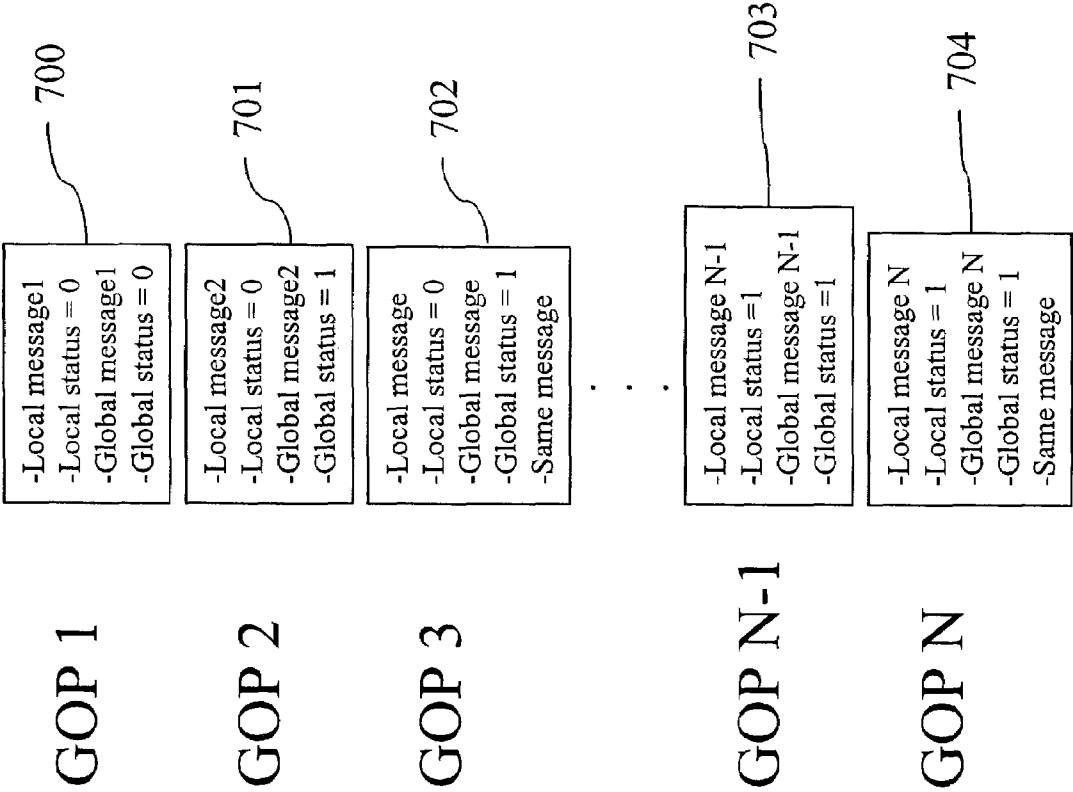 GOP 1
-Local message1
-Local status = 0
-Global message1
-Global status = 0
700
GOP 2
-Local message2
-Local status = 0
-Global message2
-Global status = 1
701
GOP 3
-Local message
-Local status = 0
-Global message
-Global status = 1
-Same message
702
. . .
GOP N-1
-Local message N-1
-Local status =1
-Global message N-1
-Global status =1
703
GOP N
-Local message N
-Local status = 1
-Global message N
-Global status = 1
-Same message
704